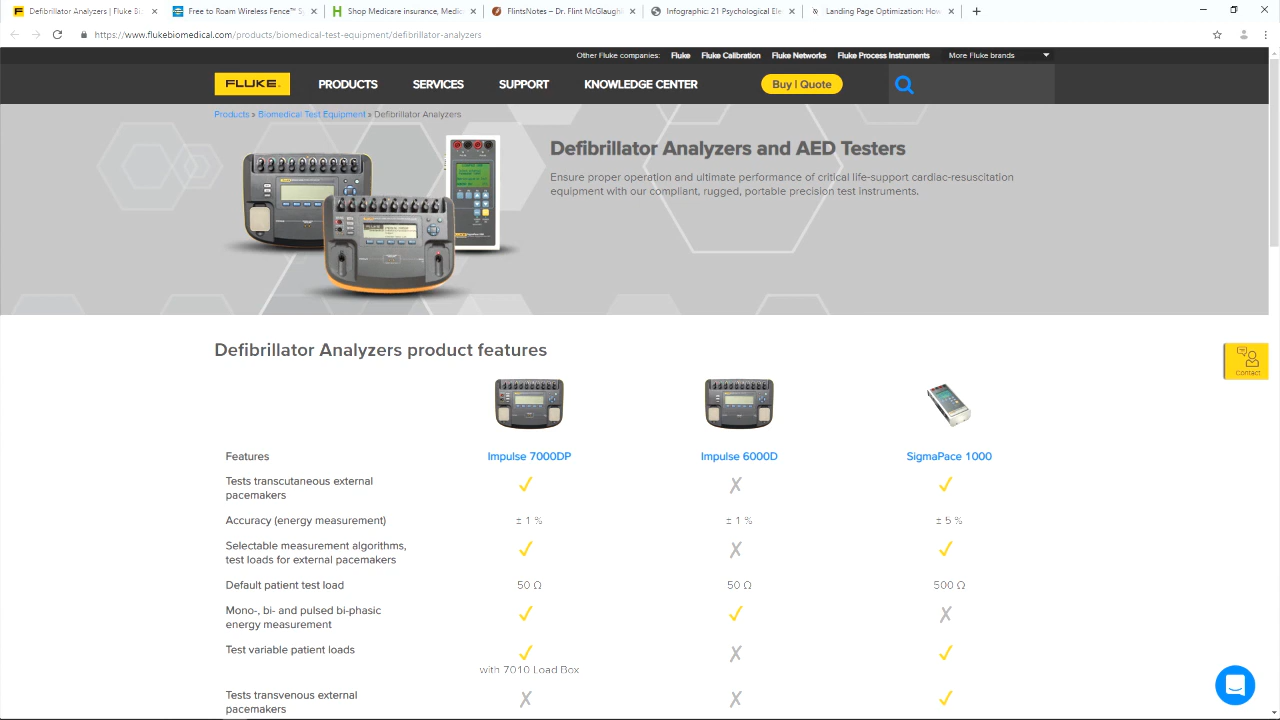 Defibrillator Analyzers | Fluke Bi
Free to Roam Wireless Fence™ S
Shop Medicare insurance, Medic
FlintsNotes – Dr. Flint McGlaughl
Infographic: 21 Psychological Ele
Landing Page Optimization: How
https://www.flukebiomedical.com/products/biomedical-test-equipment/defibrillator-analyzers
Other Fluke companies: Fluke Fluke Calibration Fluke Networks Fluke Process Instruments More Fluke brands
FLUKE PRODUCTS SERVICES SUPPORT KNOWLEDGE CENTER Buy | Quote
Products » Biomedical Test Equipment » Defibrillator Analyzers
Defibrillator Analyzers and AED Testers
Ensure proper operation and ultimate performance of critical life-support cardiac-resuscitation
equipment with our compliant, rugged, portable precision test instruments.
Defibrillator Analyzers product features
Contact
Features Impulse 7000DP Impulse 6000D SigmaPace 1000
Tests transcutaneous external
pacemakers
Accuracy (energy measurement) ± 1 % ± 1 % ± 5 %
Selectable measurement algorithms,
test loads for external pacemakers
Default patient test load 50 Ω 50 Ω 500 Ω
Mono-, bi- and pulsed bi-phasic
energy measurement
Test variable patient loads
with 7010 Load Box
Tests transvenous external
pacemakers